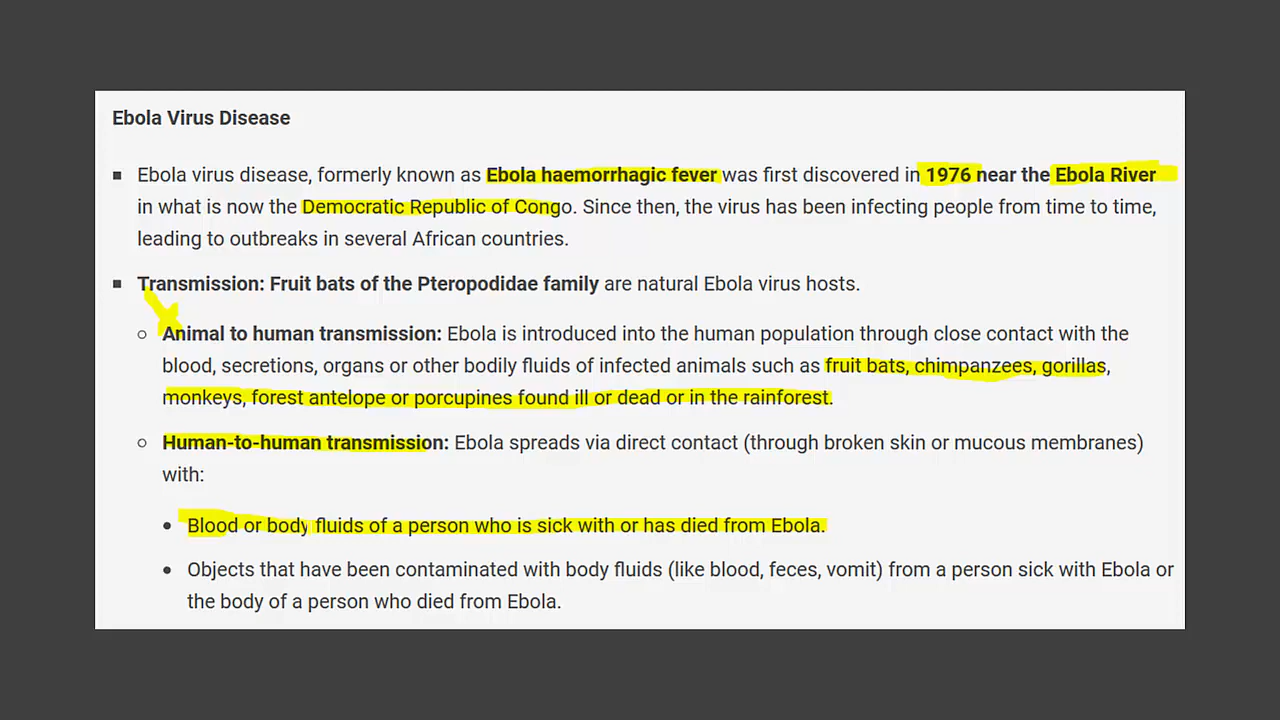 Ebola Virus Disease
▪ Ebola virus disease, formerly known as Ebola haemorrhagic fever was first discovered in 1976 near the Ebola River
in what is now the Democratic Republic of Congo. Since then, the virus has been infecting people from time to time,
leading to outbreaks in several African countries.
▪ Transmission: Fruit bats of the Pteropodidae family are natural Ebola virus hosts.
○ Animal to human transmission: Ebola is introduced into the human population through close contact with the
blood, secretions, organs or other bodily fluids of infected animals such as fruit bats, chimpanzees, gorillas,
monkeys, forest antelope or porcupines found ill or dead or in the rainforest.
○ Human-to-human transmission: Ebola spreads via direct contact (through broken skin or mucous membranes)
with:
• Blood or body fluids of a person who is sick with or has died from Ebola.
• Objects that have been contaminated with body fluids (like blood, feces, vomit) from a person sick with Ebola or
the body of a person who died from Ebola.